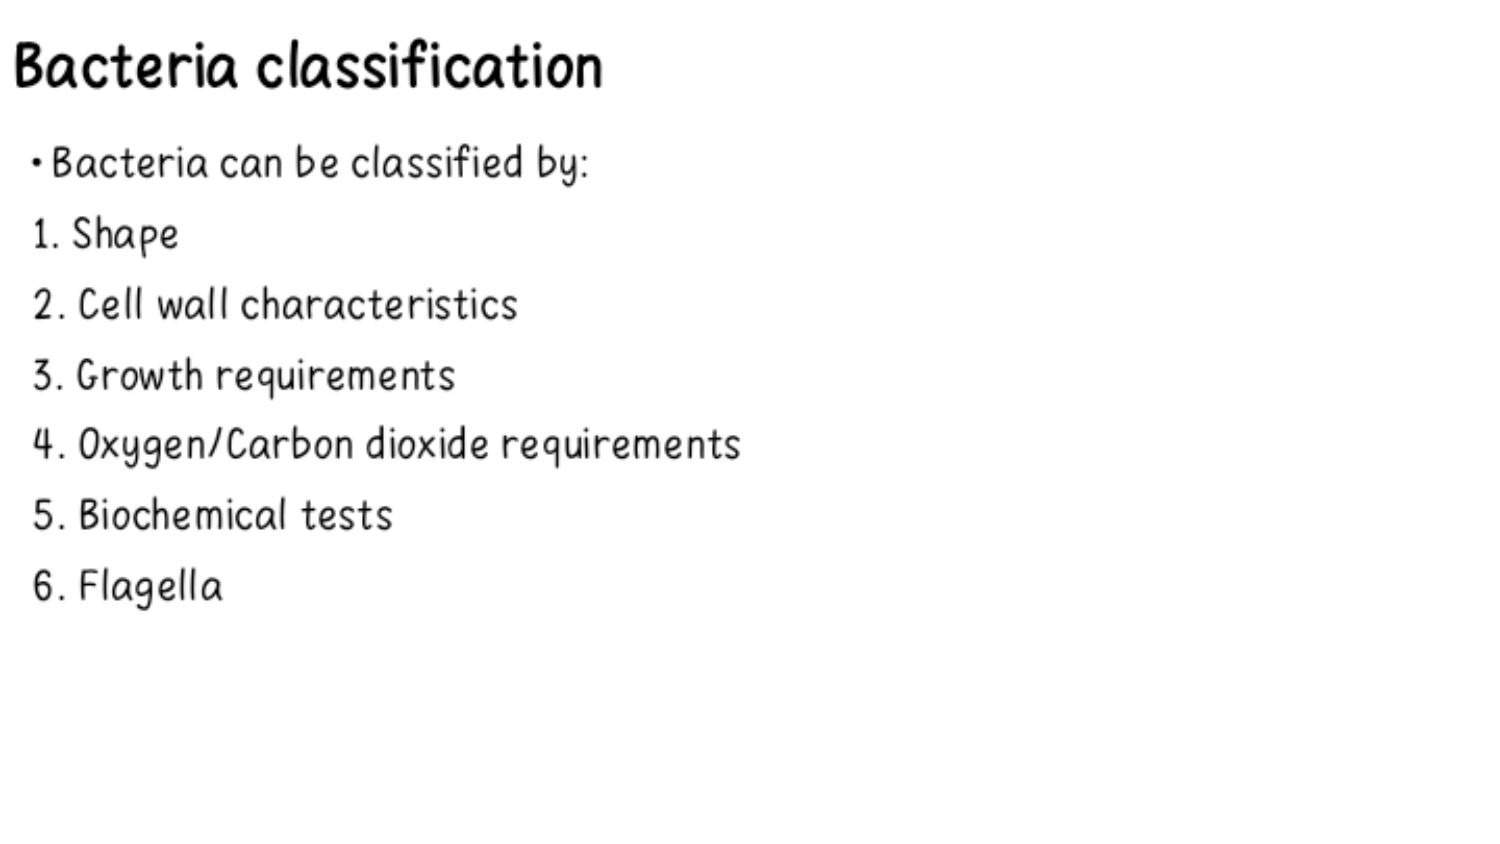 Bacteria classification
• Bacteria can be classified by:
1. Shape
2. Cell wall characteristics
3. Growth requirements
4. Oxygen/Carbon dioxide requirements
5. Biochemical tests
6. Flagella